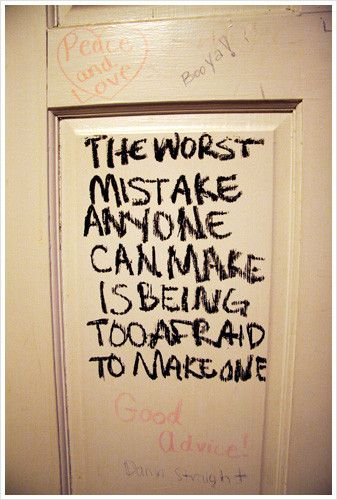 Peace
and
Love
Booya!
THE WORST
MISTAKE
ANYONE
CAN MAKE
IS BEING
TOO AFRAID
TO MAKE ONE
Good
Advice!
Damn Straight